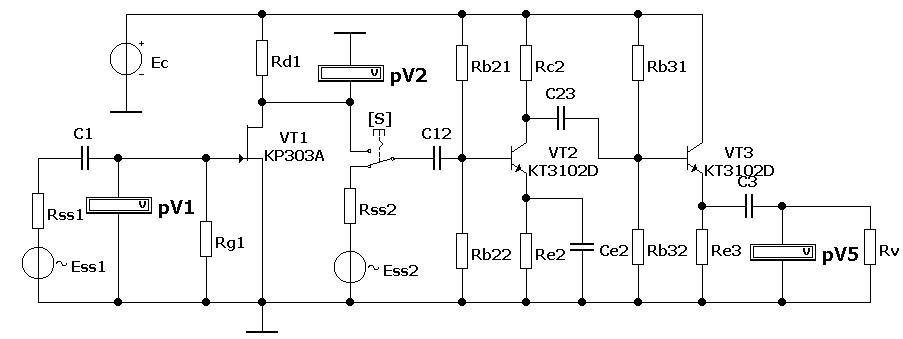 Ec
+
−
Rd1
V
pV2
Rb21
Rc2
C23
Rb31
[S]
C1
VT1
KP303A
C12
VT2
KT3102D
VT3
KT3102D
C3
Rss1
V
pV1
Rg1
Rss2
~Ess1
~Ess2
Rb22
Re2
Ce2
Rb32
Re3
V
pV5
Rv